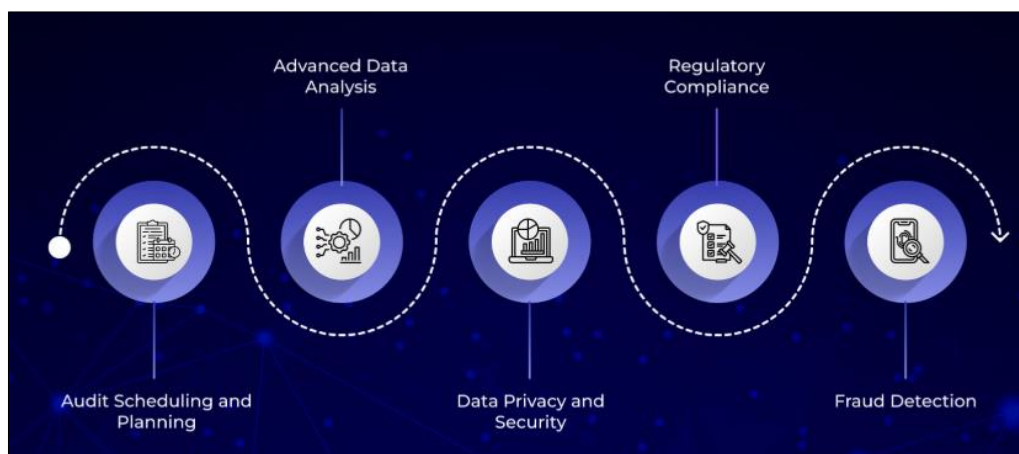 Advanced Data
Analysis
Regulatory
Compliance
Audit Scheduling and
Planning
Data Privacy and
Security
Fraud Detection